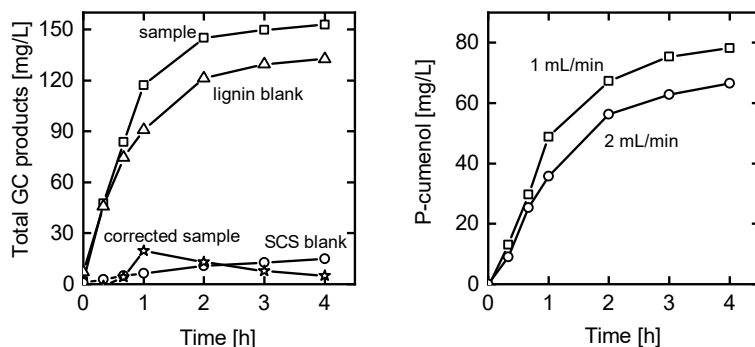 Total GC products [mg/L]
150
120
90
60
30
0
sample
lignin blank
corrected sample
SCS blank
0 1 2 3 4
Time [h]
P-cumenol [mg/L]
80
60
40
20
0
1 mL/min
2 mL/min
0 1 2 3 4
Time [h]